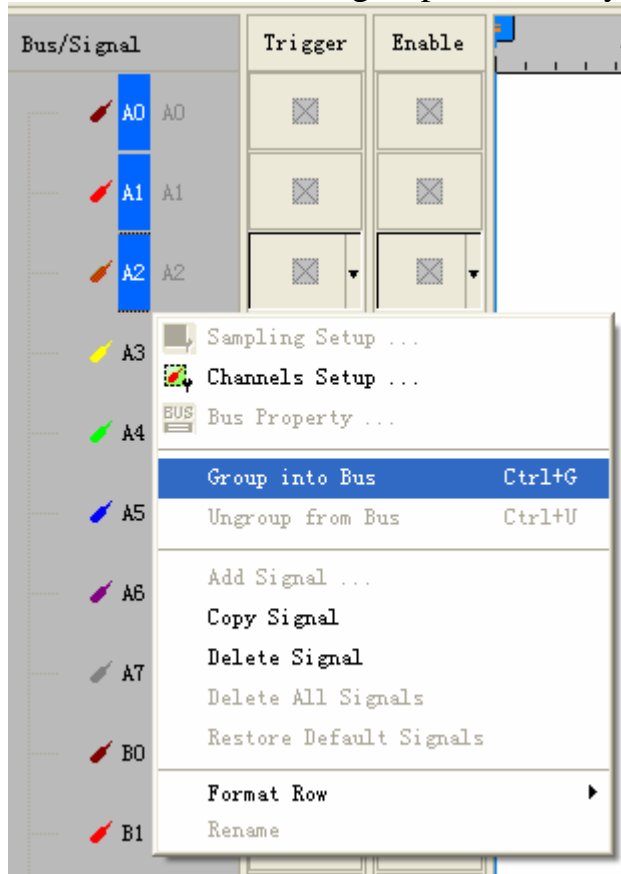 Bus/Signal Trigger Enable
A0 A0
A1 A1
A2 A2
A3
A4
A5
A6
A7
B0
B1
Sampling Setup ...
Channels Setup ...
BUS Bus Property ...
Group into Bus Ctrl+G
Ungroup from Bus Ctrl+U
Add Signal ...
Copy Signal
Delete Signal
Delete All Signals
Restore Default Signals
Format Row
Rename